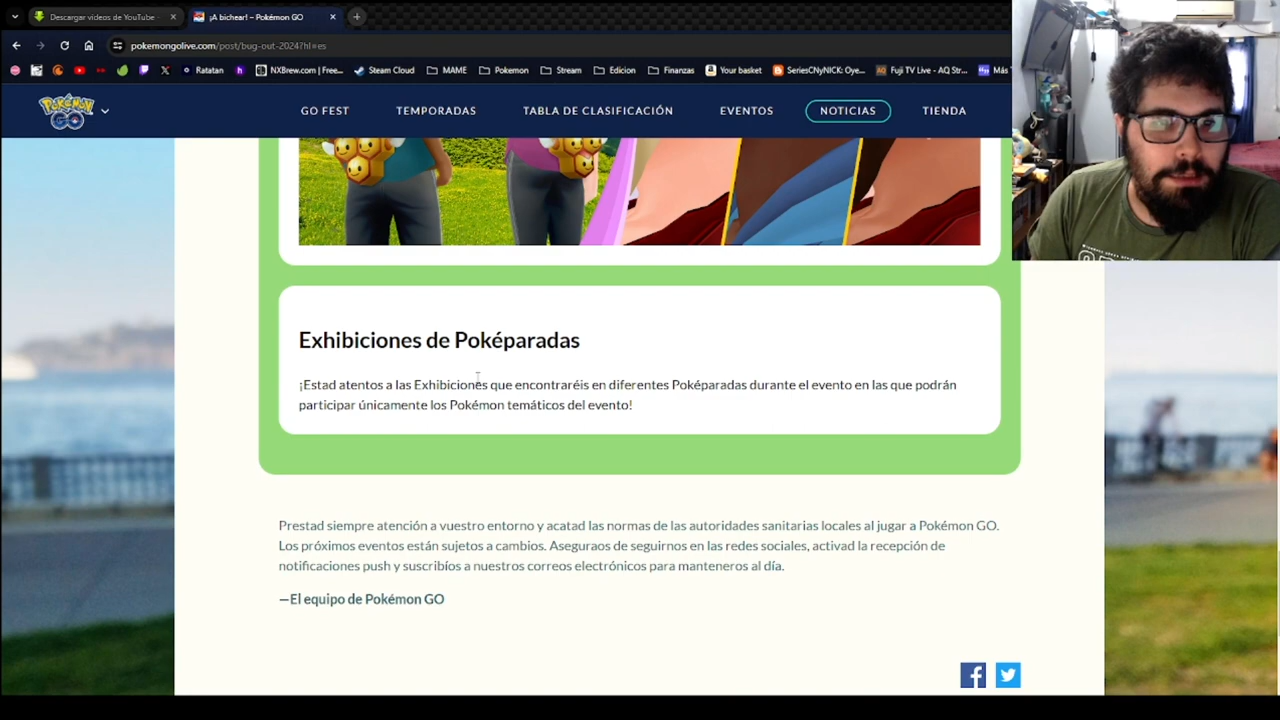 Descargar vídeos de YouTube
¡A bichear! – Pokémon GO
pokemongolive.com/post/bug-out-2024?hl=es
Ratatan
NXBrew.com | Free...
Steam Cloud
MAME
Pokemon
Stream
Edicion
Finanzas
Your basket
SeriesCNyNICK: Oye...
Fuji TV Live - AQ Str...
Más
POKÉMON GO
GO FEST
TEMPORADAS
TABLA DE CLASIFICACIÓN
EVENTOS
NOTICIAS
TIENDA
Exhibiciones de Poképaradas
¡Estad atentos a las Exhibiciones que encontraréis en diferentes Poképaradas durante el evento en las que podrán
participar únicamente los Pokémon temáticos del evento!
Prestad siempre atención a vuestro entorno y acatad las normas de las autoridades sanitarias locales al jugar a Pokémon GO.
Los próximos eventos están sujetos a cambios. Aseguraos de seguirnos en las redes sociales, activad la recepción de
notificaciones push y suscribíos a nuestros correos electrónicos para manteneros al día.
—El equipo de Pokémon GO